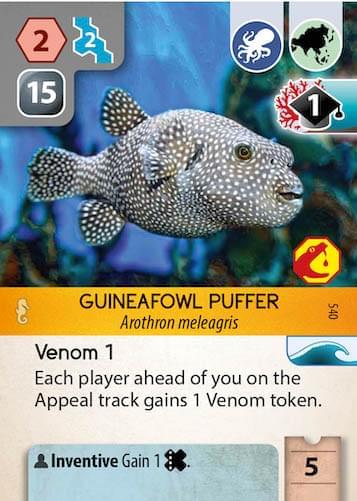 2
2
15
1
GUINEAFOWL PUFFER
Arothron meleagris
540
Venom 1
Each player ahead of you on the
Appeal track gains 1 Venom token.
Inventive Gain 1 .
5